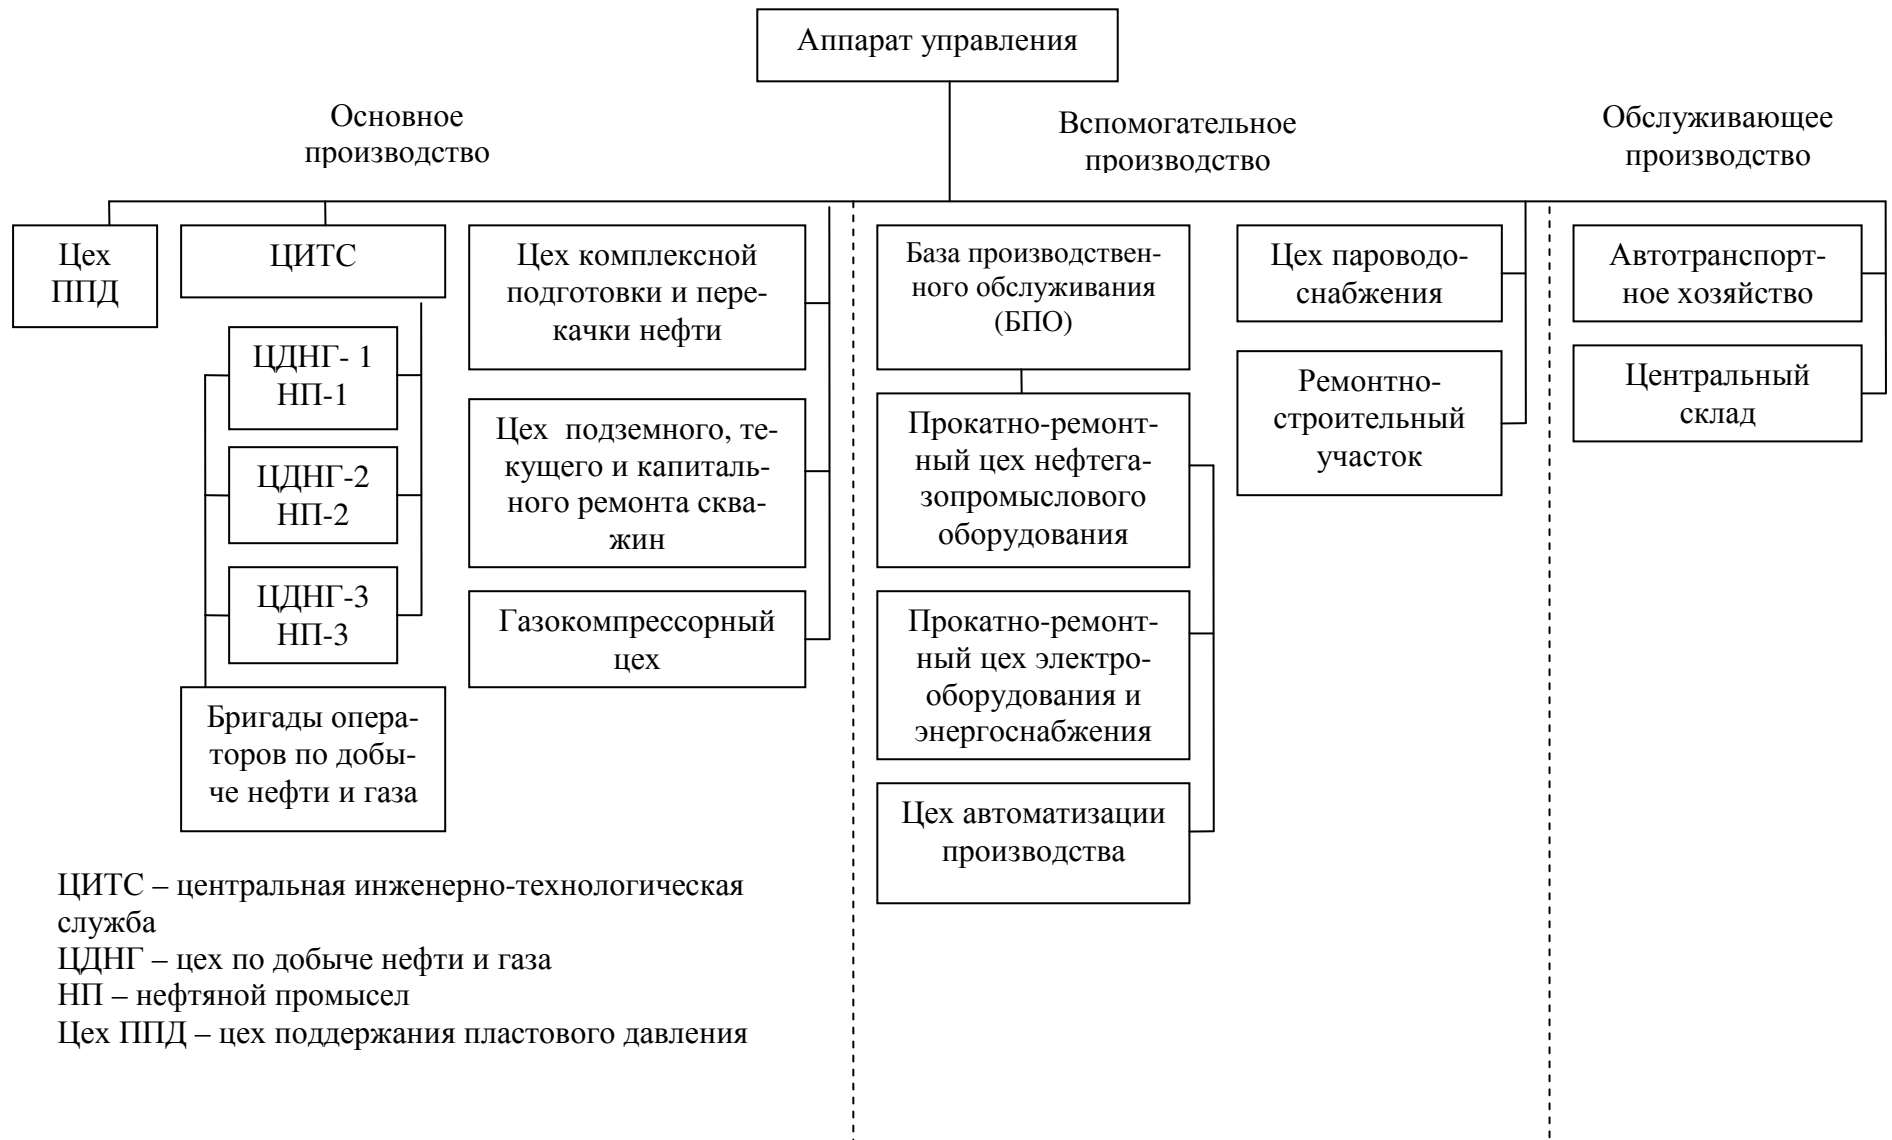 Аппарат управления
Основное
производство
Вспомогательное
производство
Обслуживающее
производство
Цех
ППД
ЦИТС
ЦДНГ- 1
НП-1
ЦДНГ-2
НП-2
ЦДНГ-3
НП-3
Бригады опера-
торов по добы-
че нефти и газа
Цех комплексной
подготовки и пере-
качки нефти
Цех подземного, те-
кущего и капиталь-
ного ремонта сква-
жин
Газокомпрессорный
цех
База производствен-
ного обслуживания
(БПО)
Прокатно-ремонт-
ный цех нефтега-
зопромыслового
оборудования
Прокатно-ремонт-
ный цех электро-
оборудования и
энергоснабжения
Цех автоматизации
производства
Цех пароводо-
снабжения
Ремонтно-
строительный
участок
Автотранспорт-
ное хозяйство
Центральный
склад
ЦИТС – центральная инженерно-технологическая
служба
ЦДНГ – цех по добыче нефти и газа
НП – нефтяной промысел
Цех ППД – цех поддержания пластового давления